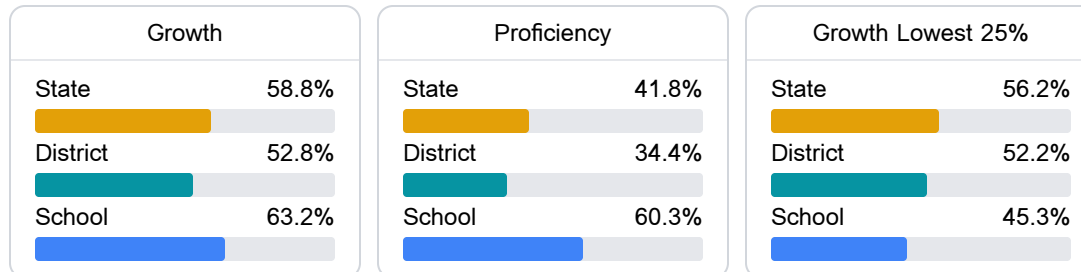 Growth
State 58.8%
District 52.8%
School 63.2%
Proficiency
State 41.8%
District 34.4%
School 60.3%
Growth Lowest 25%
State 56.2%
District 52.2%
School 45.3%